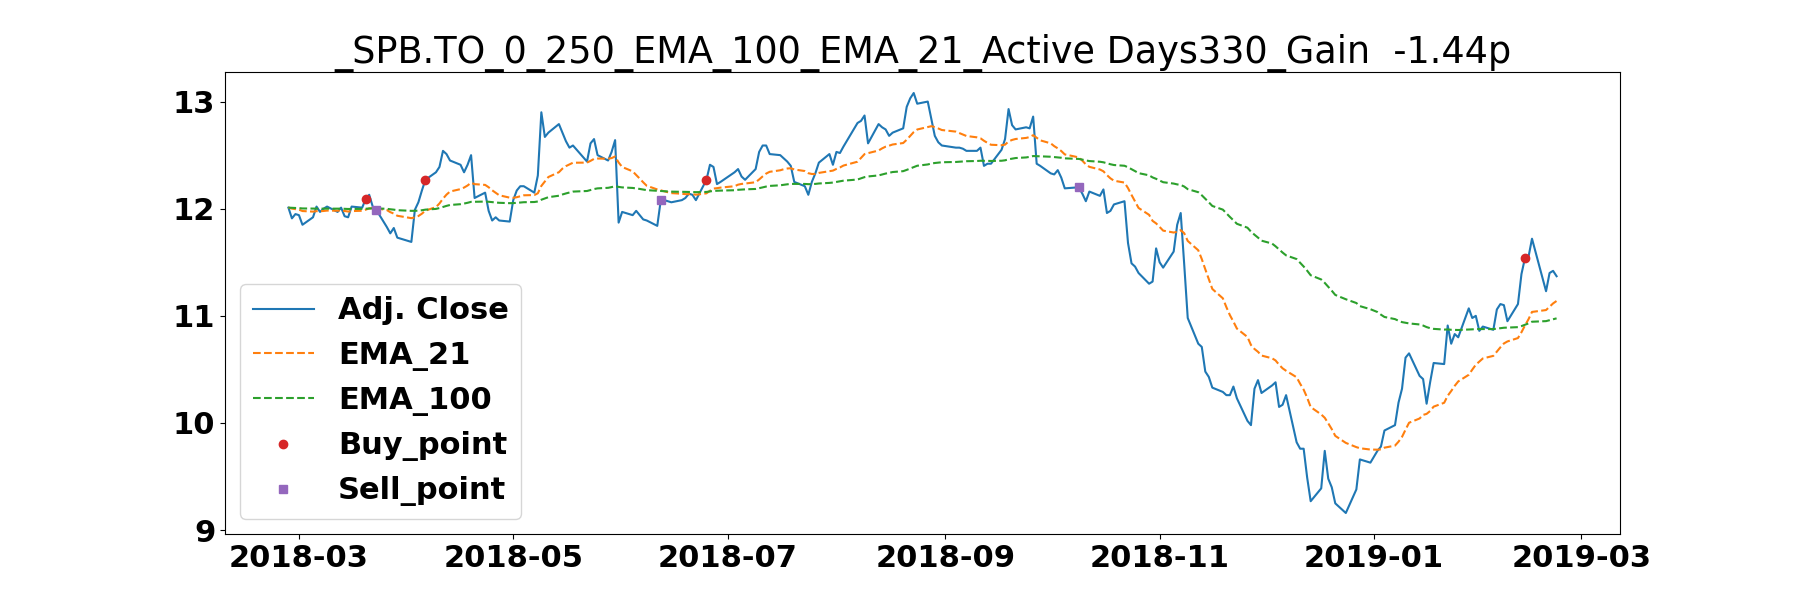 _SPB.TO_0_250_EMA_100_EMA_21_Active Days330_Gain  -1.44p
13
12
11
10
9
Adj. Close
EMA_21
EMA_100
Buy_point
Sell_point
2018-03 2018-05 2018-07 2018-09 2018-11 2019-01 2019-03